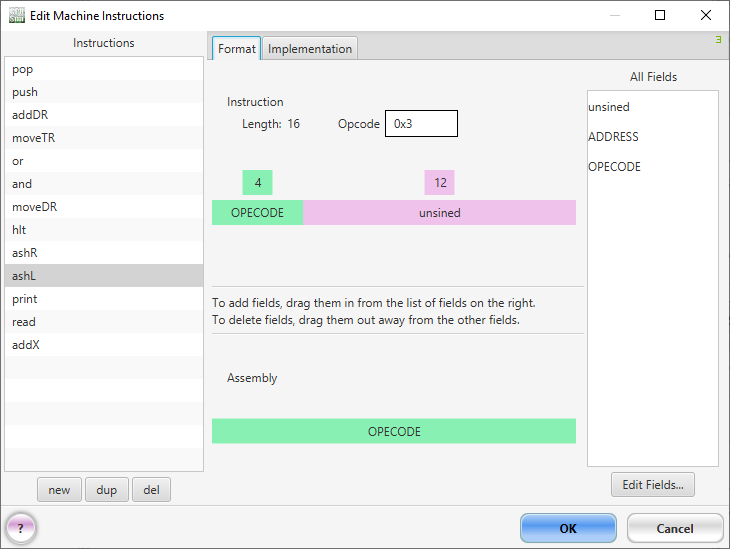 Edit Machine Instructions
Instructions
pop
push
addDR
moveTR
or
and
moveDR
hlt
ashR
ashL
print
read
addX
new dup del
Format Implementation
3
Instruction
Length: 16 Opcode 0x3
4 12
OPECODE unsined
To add fields, drag them in from the list of fields on the right.
To delete fields, drag them out away from the other fields.
Assembly
OPECODE
All Fields
unsined
ADDRESS
OPECODE
Edit Fields...
? OK Cancel